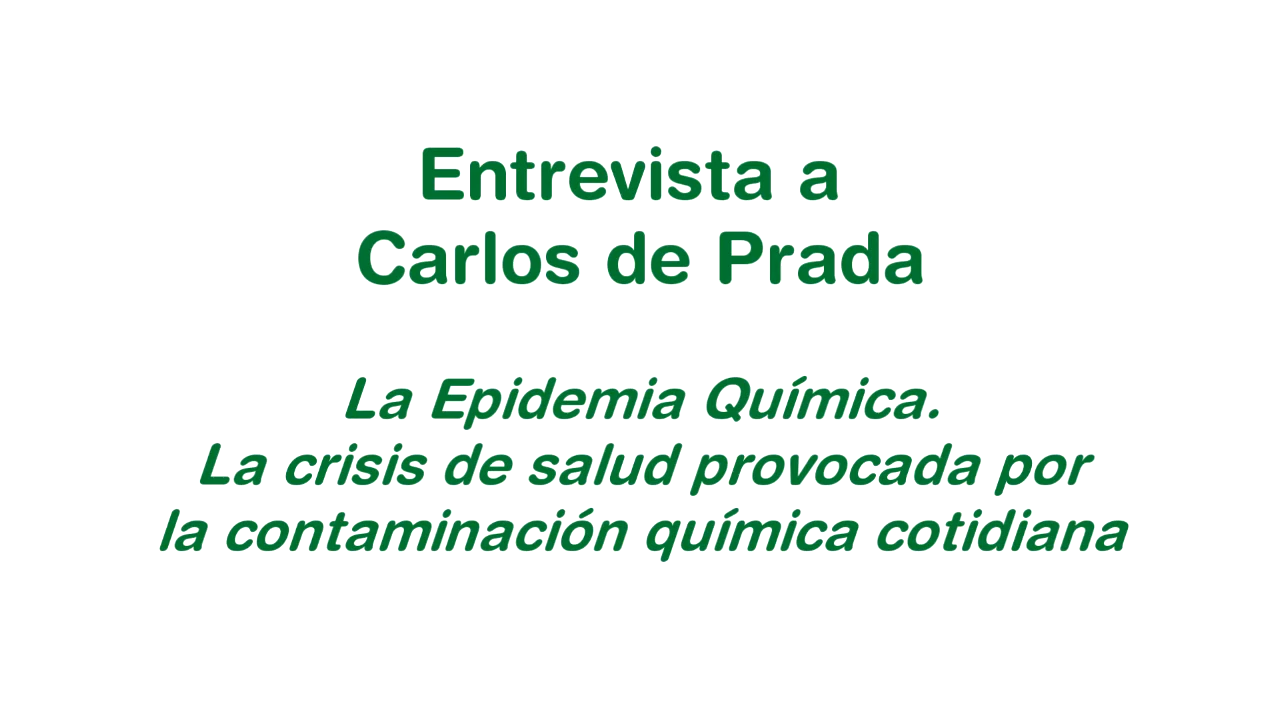 Entrevista a
Carlos de Prada
La Epidemia Química.
La crisis de salud provocada por
la contaminación química cotidiana